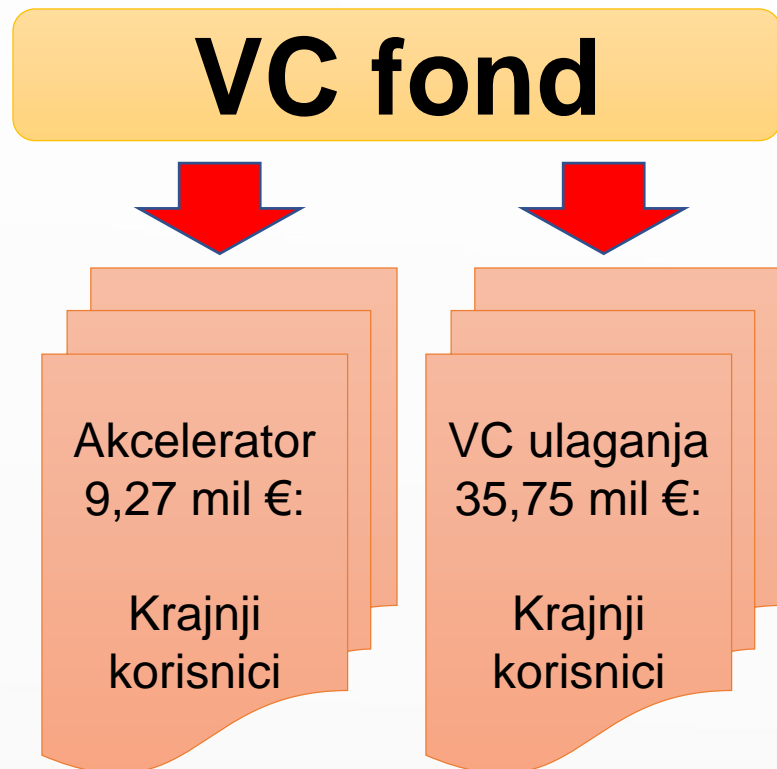 VC fond
Akcelerator
9,27 mil €:
Krajnji
korisnici
VC ulaganja
35,75 mil €:
Krajnji
korisnici